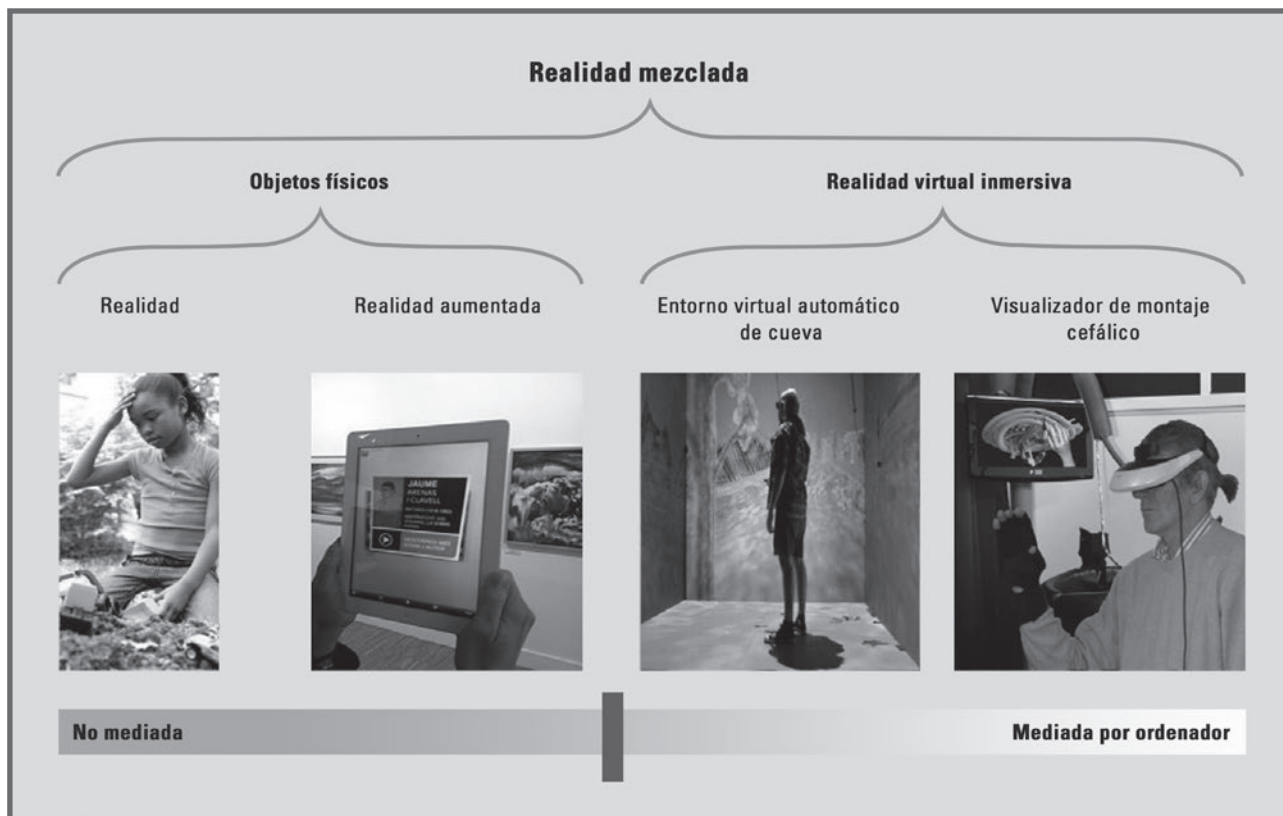 Realidad mezclada
Objetos físicos
Realidad virtual inmersiva
Realidad
Realidad aumentada
Entorno virtual automático
de cueva
Visualizador de montaje
cefálico
JAUME
ARENAS
I CLAVELL
No mediada
Mediada por ordenador